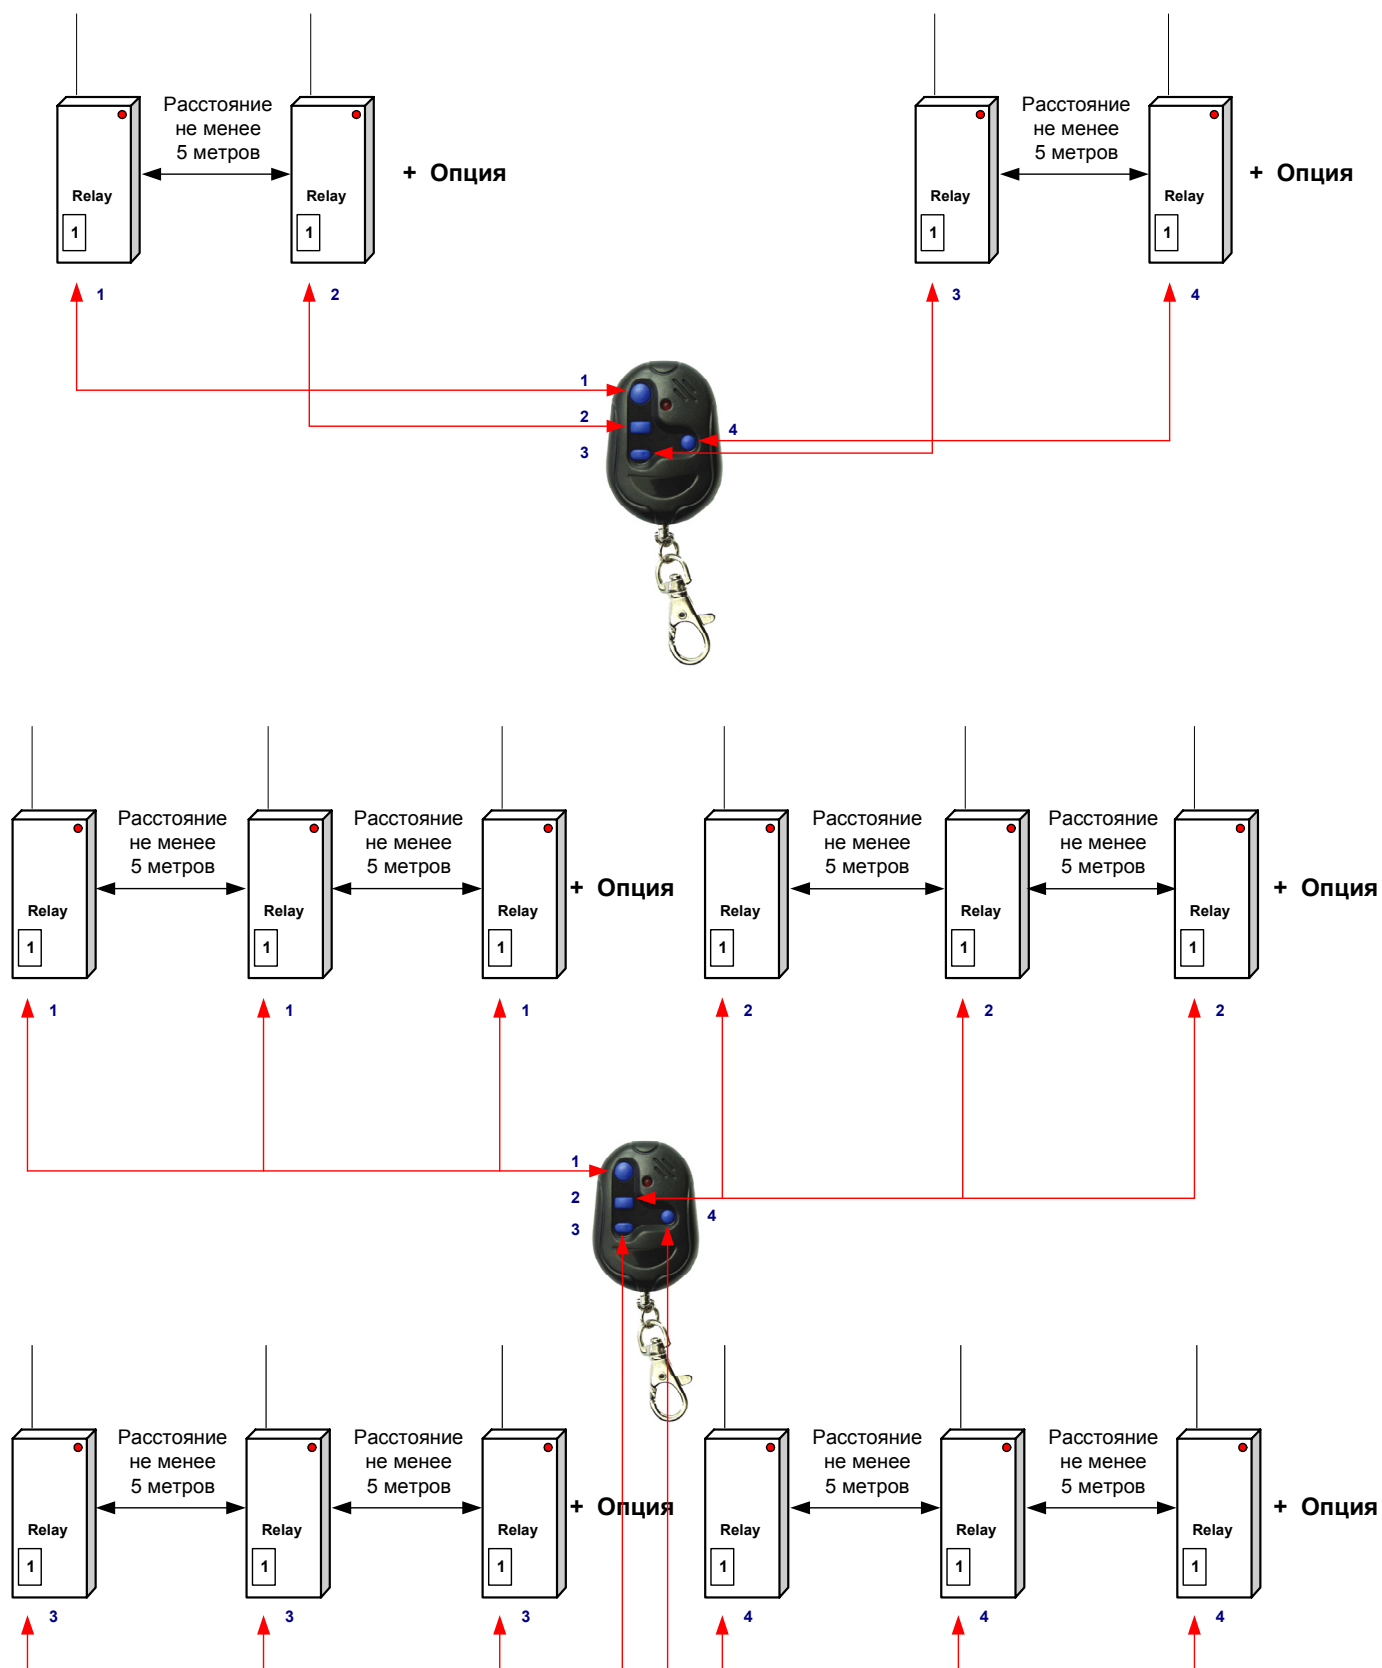 Расстояние
не менее
5 метров
Расстояние
не менее
5 метров
+ Опция
+ Опция
Relay
Relay
Relay
Relay
1
1
1
1
1
2
3
4
1
2
3
4
Расстояние
не менее
5 метров
Расстояние
не менее
5 метров
Расстояние
не менее
5 метров
Расстояние
не менее
5 метров
+ Опция
+ Опция
Relay
Relay
Relay
Relay
Relay
Relay
1
1
1
1
1
1
1
1
1
2
2
2
1
2
3
4
Расстояние
не менее
5 метров
Расстояние
не менее
5 метров
Расстояние
не менее
5 метров
Расстояние
не менее
5 метров
+ Опция
+ Опция
Relay
Relay
Relay
Relay
Relay
Relay
1
1
1
1
1
1
3
3
3
4
4
4